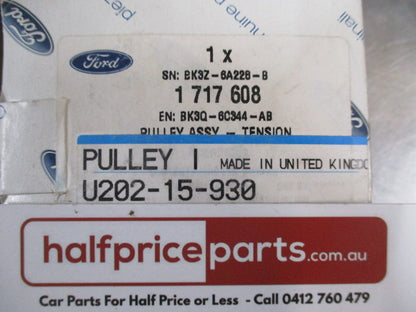 Ford
1 x
SN: BK3Z-6A228-B
1 717 608
EN: BK3Q-6C344-AB
PULLEY ASSY - TENSION
PULLEY I MADE IN UNITED KINGDO
U202-15-930
halfpriceparts.com.au
Car Parts For Half Price or Less - Call 0412 760 479